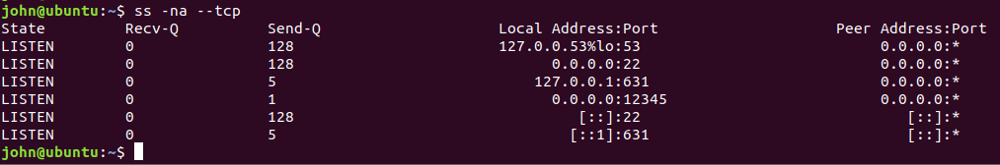 john@ubuntu:~$ ss -na --tcp
State Recv-Q Send-Q Local Address:Port Peer Address:Port
LISTEN 0 128 127.0.0.53%lo:53 0.0.0.0:*
LISTEN 0 128 0.0.0.0:22 0.0.0.0:*
LISTEN 0 5 127.0.0.1:631 0.0.0.0:*
LISTEN 0 1 0.0.0.0:12345 0.0.0.0:*
LISTEN 0 128 [::]:22 [::]:*
LISTEN 0 5 [::1]:631 [::]:*
john@ubuntu:~$